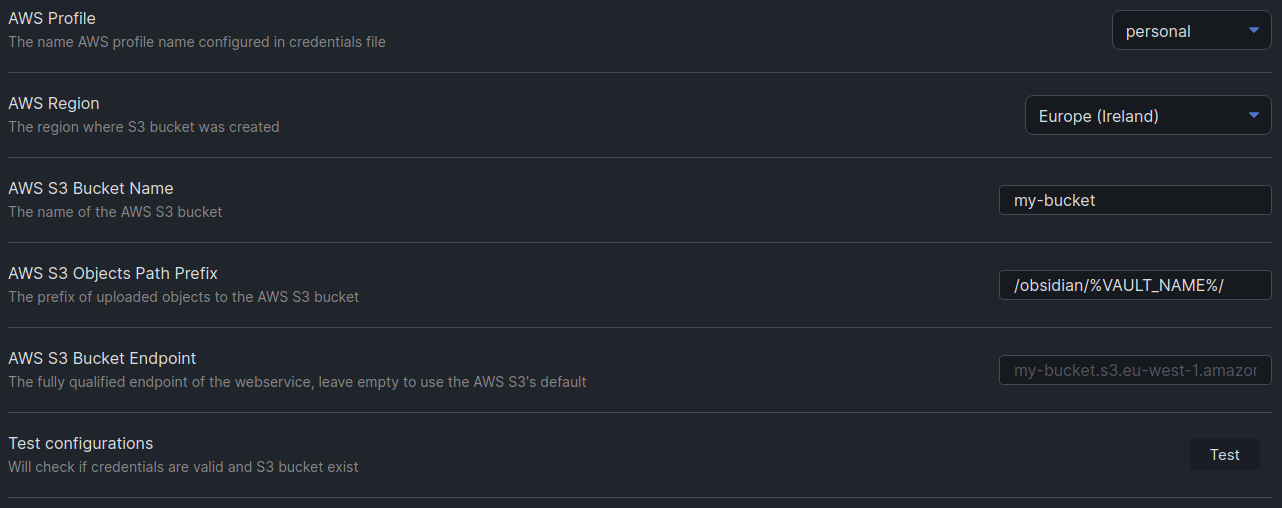 AWS Profile
The name AWS profile name configured in credentials file
personal
AWS Region
The region where S3 bucket was created
Europe (Ireland)
AWS S3 Bucket Name
The name of the AWS S3 bucket
my-bucket
AWS S3 Objects Path Prefix
The prefix of uploaded objects to the AWS S3 bucket
/obsidian/%VAULT_NAME%/
AWS S3 Bucket Endpoint
The fully qualified endpoint of the webservice, leave empty to use the AWS S3's default
my-bucket.s3.eu-west-1.amazon
Test configurations
Will check if credentials are valid and S3 bucket exist
Test